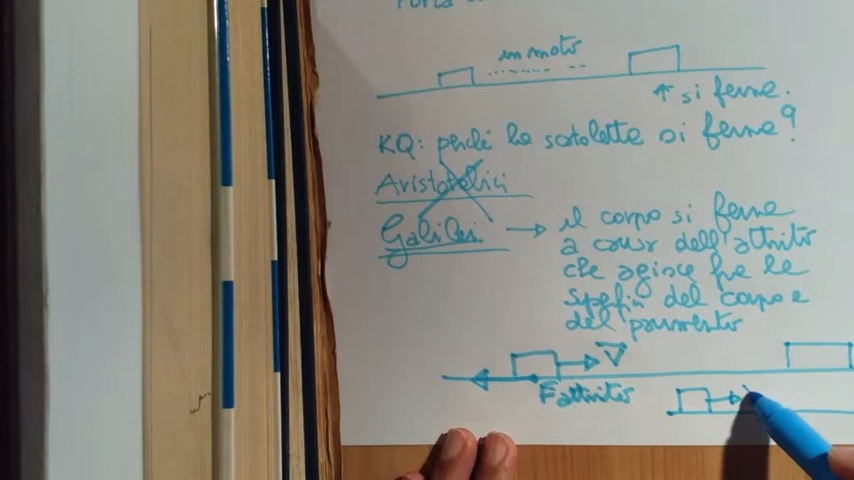 in moto
↑ si ferma.
KQ: perché la scatoletta si ferma?
Aristotelici
Galilei → il corpo si ferma
a causa dell'attrito
che agisce fra le
superfici del corpo e
del pavimento
V
Fattrito